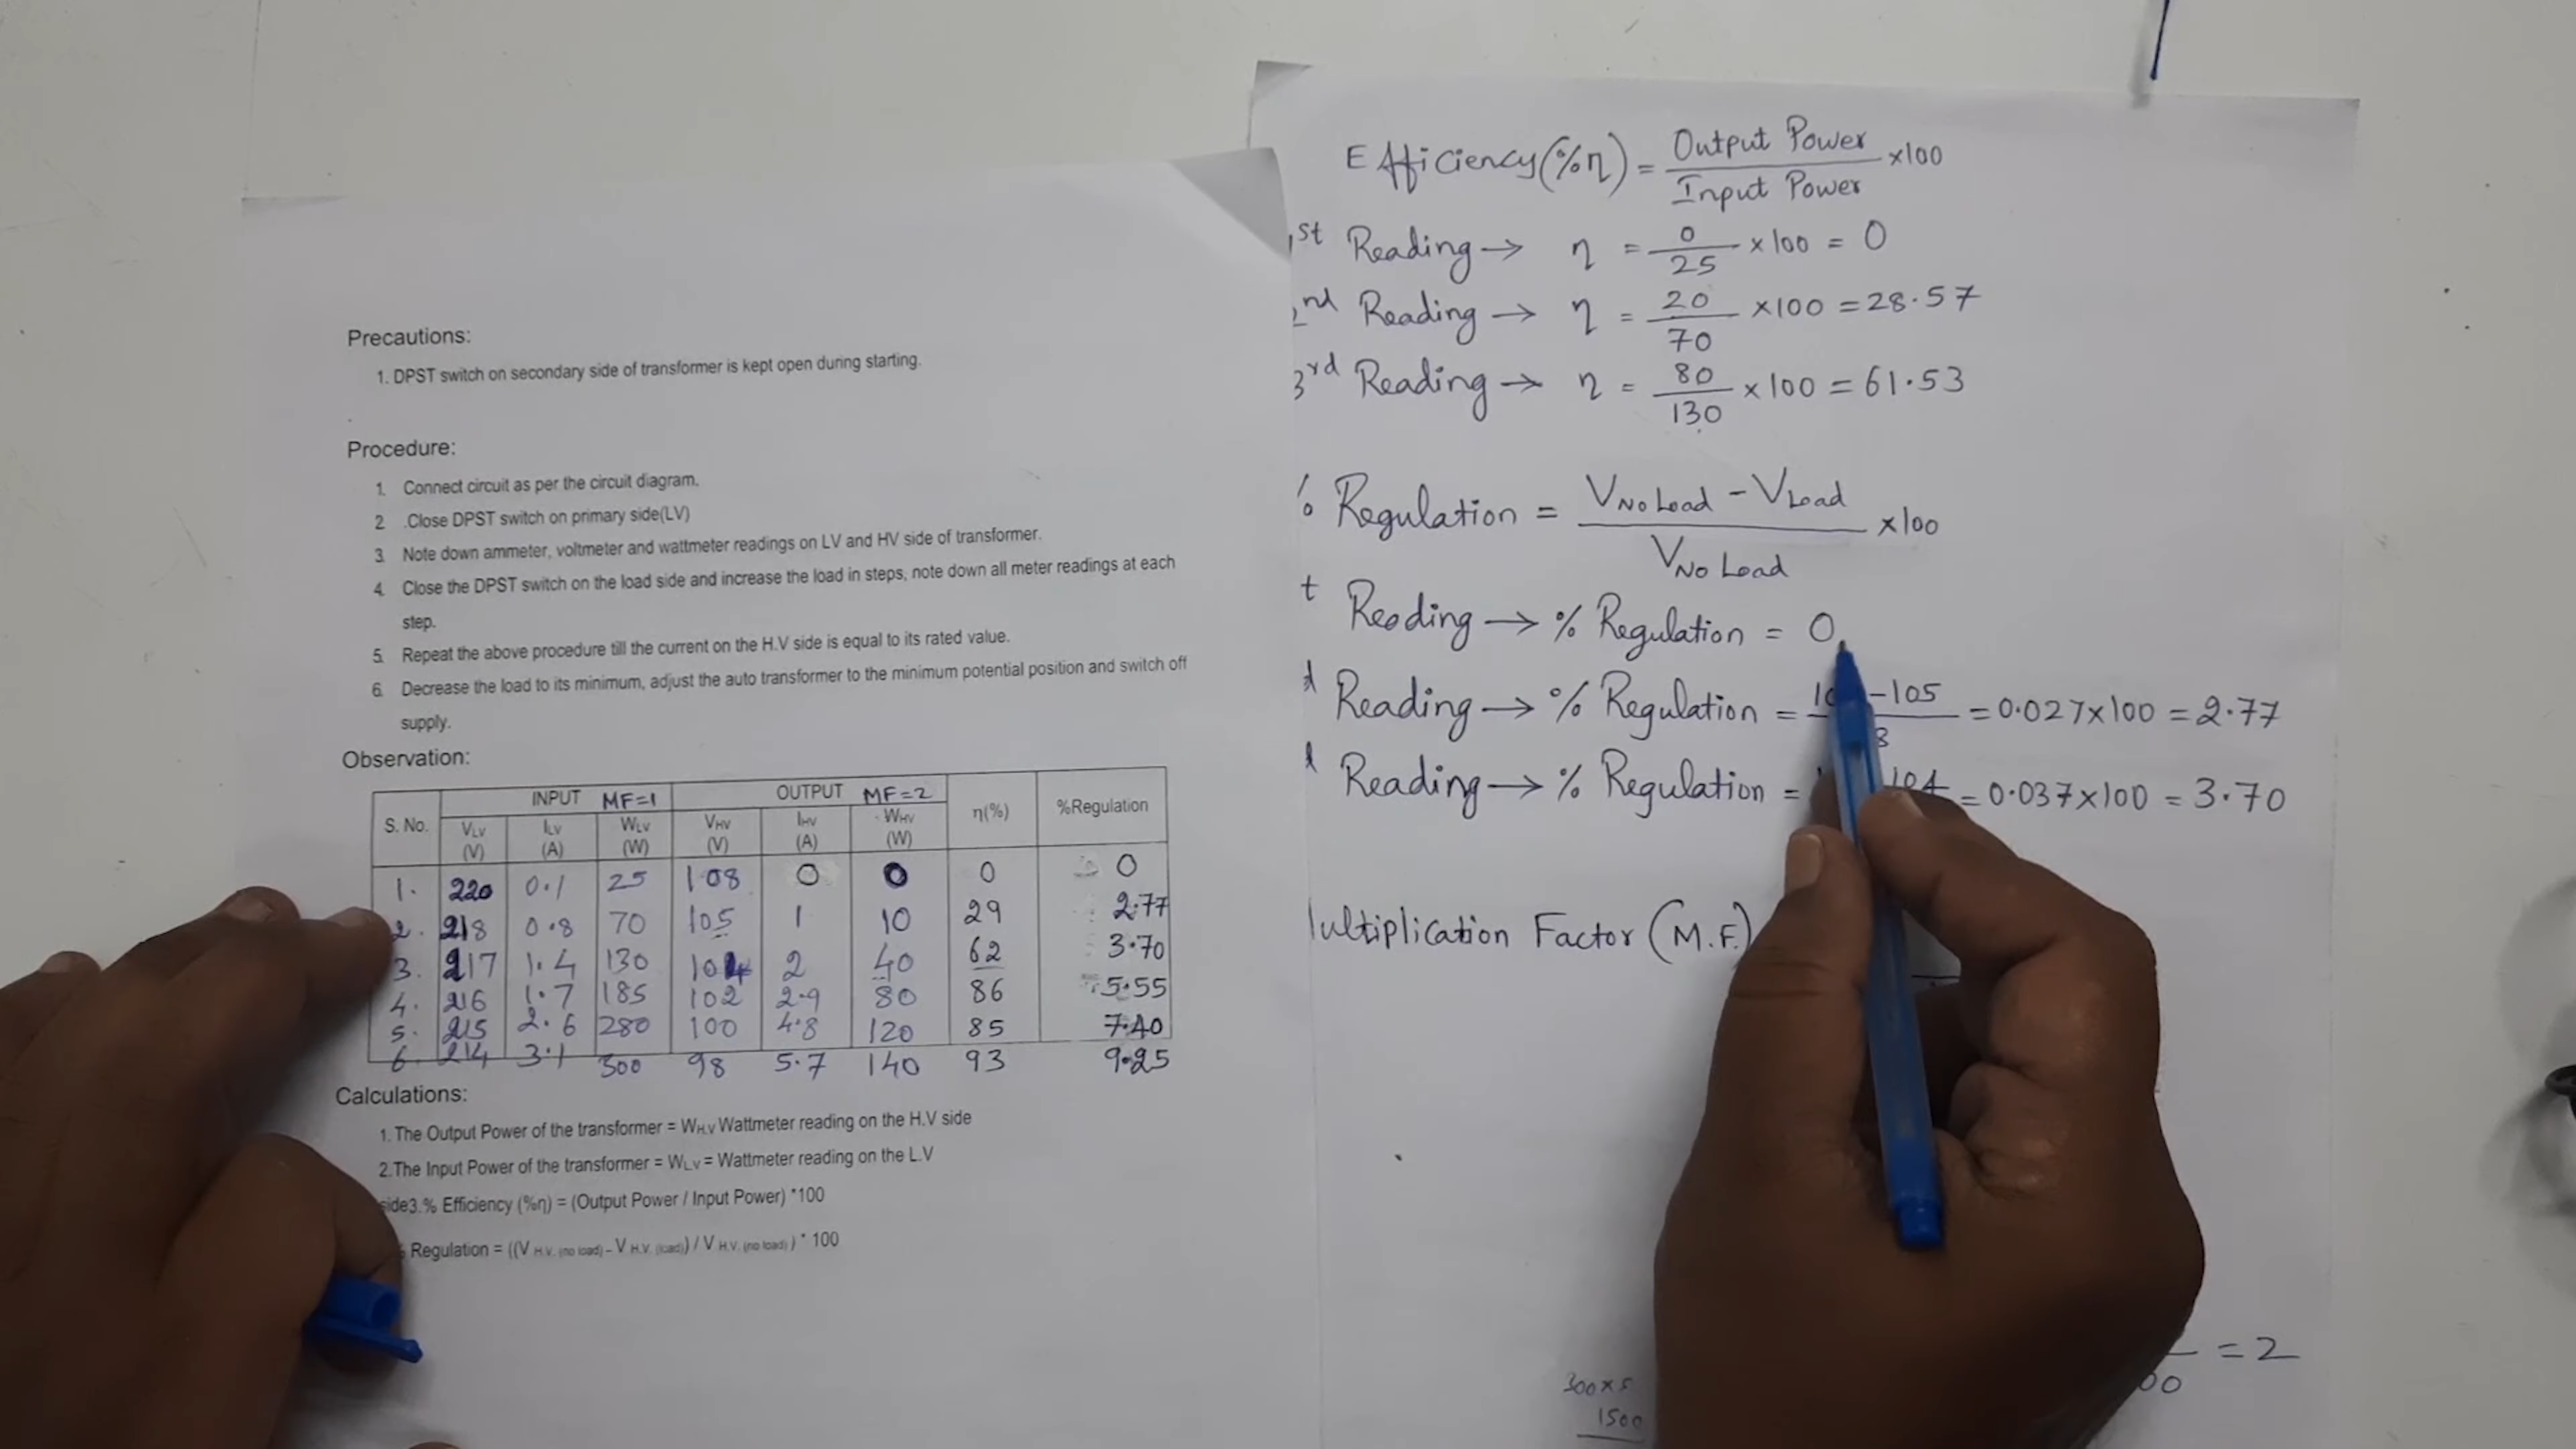 Precautions:
1. DPST switch on secondary side of transformer is kept open during starting.
Procedure:
1. Connect circuit as per the circuit diagram.
2 .Close DPST switch on primary side(LV)
3. Note down ammeter, voltmeter and wattmeter readings on LV and HV side of transformer.
4. Close the DPST switch on the load side and increase the load in steps, note down all meter readings at each
step.
5. Repeat the above procedure till the current on the H.V side is equal to its rated value.
6. Decrease the load to its minimum, adjust the auto transformer to the minimum potential position and switch off
supply.
Observation:
S. No. INPUT MF=1 OUTPUT MF=2 η(%) %Regulation
VLV (V) ILV (A) WLV (W) VHV (V) IHV (A) WHV (W)
1. 220 0.1 25 108 0 0 0 0
2. 218 0.8 70 105 1 10 29 2.77
3. 217 1.4 130 104 2 40 62 3.70
4. 216 1.7 185 102 2.9 80 86 5.55
5. 215 2.6 280 100 4.8 120 85 7.40
6. 214 3.1 300 98 5.7 140 93 9.25
Calculations:
1. The Output Power of the transformer = WH.V Wattmeter reading on the H.V side
2.The Input Power of the transformer = WL.V = Wattmeter reading on the L.V
side3.% Efficiency (%η) = (Output Power / Input Power) *100
Regulation = ((V H.V. (no load) – V H.V. (load)) / V H.V. (no load) ) * 100
Efficiency(%η) = Output Power / Input Power ×100
1st Reading → η = 0/25 × 100 = 0
2nd Reading → η = 20/70 ×100 = 28.57
3rd Reading → η = 80/130 × 100 = 61.53
% Regulation = VNo Load - VLoad / VNo Load ×100
t Reading → % Regulation = 0
d Reading → % Regulation = -105 = 0.027×100 = 2.77
d Reading → % Regulation = 104 = 0.037×100 = 3.70
Multiplication Factor (M.F.)
= 2
300 × 5
1500